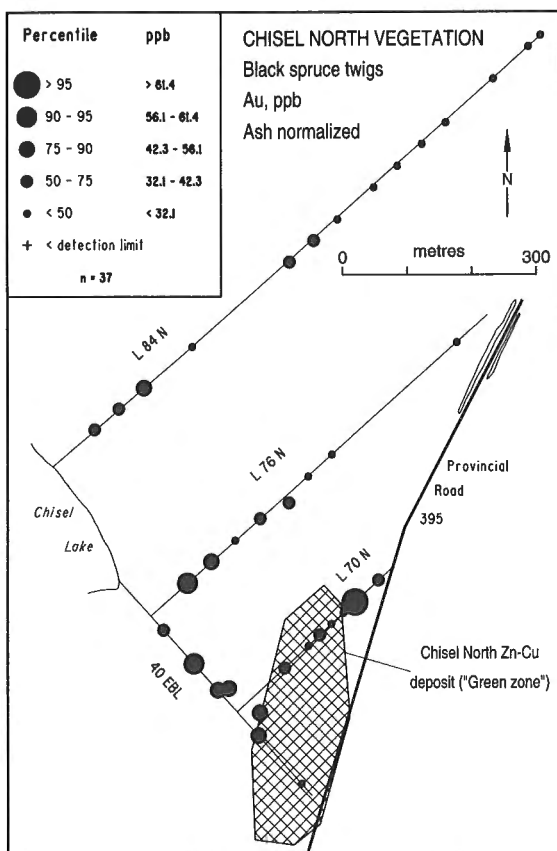 Percentile ppb
> 95 > 61.4
90 - 95 56.1 - 61.4
75 - 90 42.3 - 56.1
50 - 75 32.1 - 42.3
< 50 < 32.1
+ < detection limit
n = 37
CHISEL NORTH VEGETATION
Black spruce twigs
Au, ppb
Ash normalized
N
0 metres 300
L 84 N
L 76 N
Provincial
Road
395
Chisel
Lake
L 70 N
40 EBL
Chisel North Zn-Cu
deposit ("Green zone")